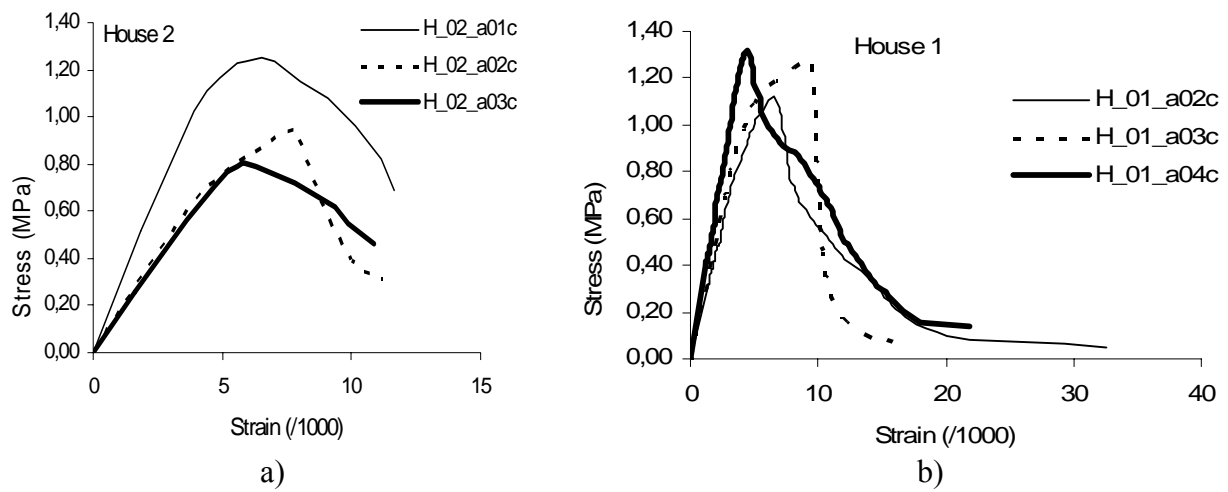 House 2
H_02_a01c
H_02_a02c
H_02_a03c
Stress (MPa)
1,40
1,20
1,00
0,80
0,60
0,40
0,20
0,00
0 5 10 15
Strain (/1000)
a)
House 1
H_01_a02c
H_01_a03c
H_01_a04c
Stress (MPa)
1,40
1,20
1,00
0,80
0,60
0,40
0,20
0,00
0 10 20 30 40
Strain (/1000)
b)